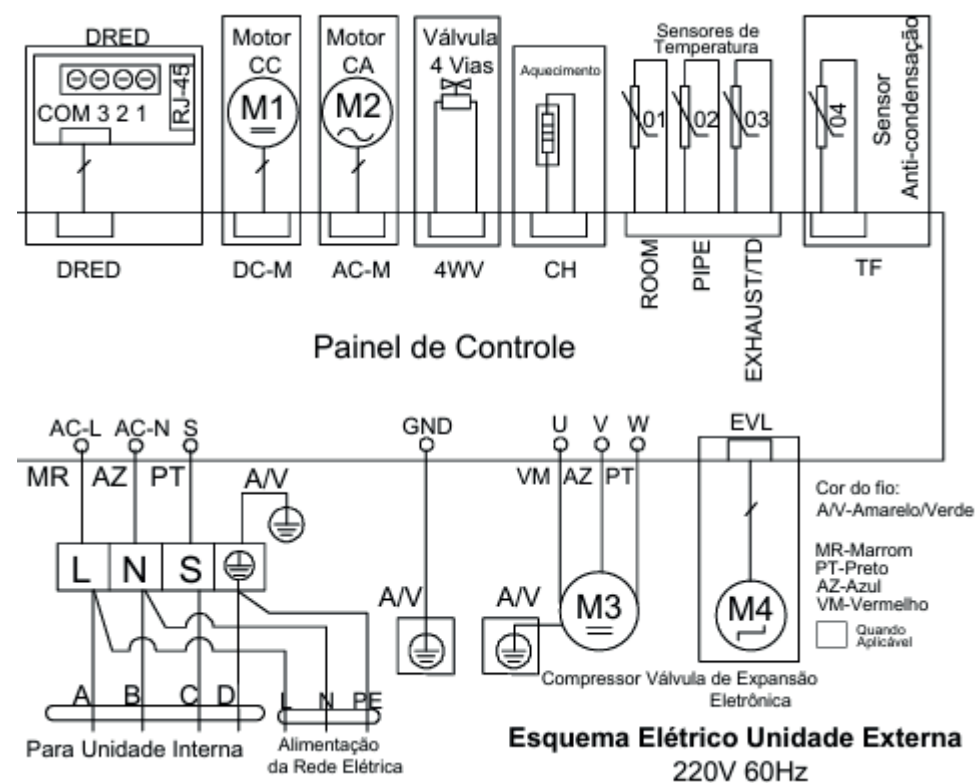 DRED
COM 3 2 1
RJ-45
DRED
Motor
CC
M1
DC-M
Motor
CA
M2
AC-M
Válvula
4 Vias
4WV
Aquecimento
CH
Sensores de
Temperatura
01
02
03
ROOM
PIPE
EXHAUST/TD
04
Sensor
Anti-condensação
TF
Painel de Controle
AC-L
AC-N
S
GND
U
V
W
EVL
MR
AZ
PT
A/V
VM
AZ
PT
L
N
S
A/V
A/V
M3
M4
Cor do fio:
A/V-Amarelo/Verde
MR-Marrom
PT-Preto
AZ-Azul
VM-Vermelho
Quando
Aplicável
A
B
C
D
L
N
PE
Compressor
Válvula de Expansão
Eletrônica
Para Unidade Interna
Alimentação
da Rede Elétrica
Esquema Elétrico Unidade Externa
220V 60Hz